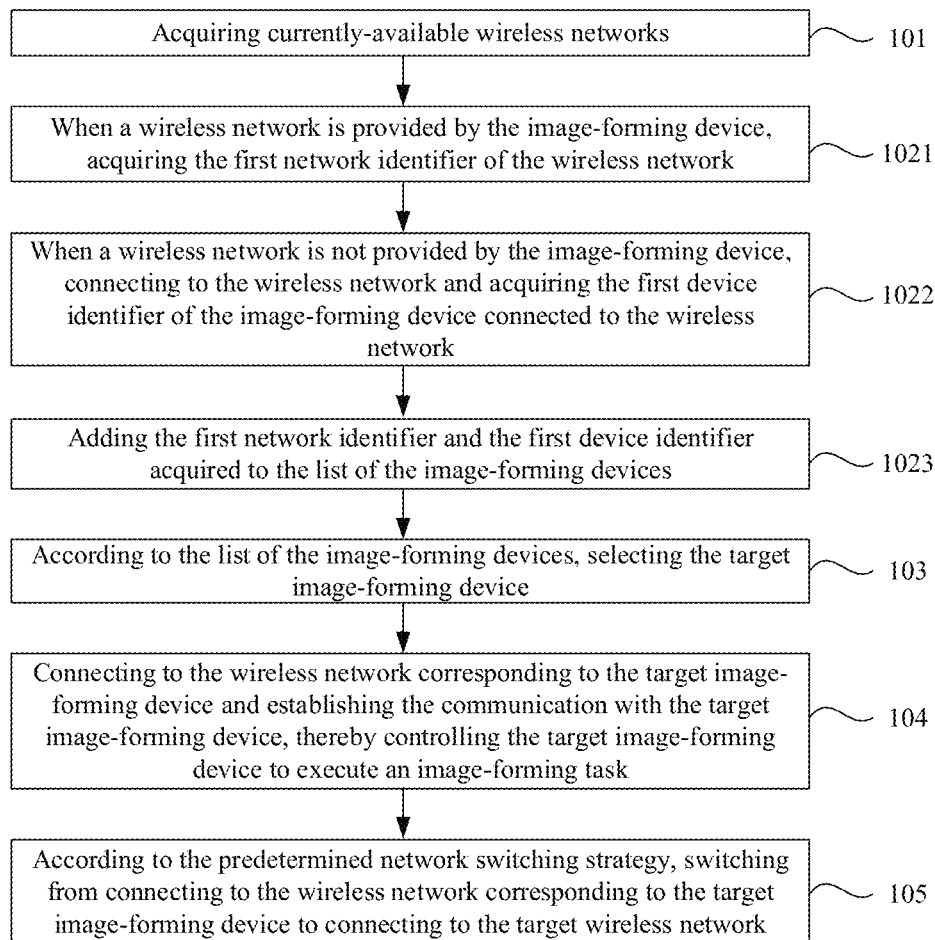 Acquiring currently-available wireless networks
101
When a wireless network is provided by the image-forming device,
acquiring the first network identifier of the wireless network
1021
When a wireless network is not provided by the image-forming device,
connecting to the wireless network and acquiring the first device
identifier of the image-forming device connected to the wireless
network
1022
Adding the first network identifier and the first device identifier
acquired to the list of the image-forming devices
1023
According to the list of the image-forming devices, selecting the target
image-forming device
103
Connecting to the wireless network corresponding to the target image-
forming device and establishing the communication with the target
image-forming device, thereby controlling the target image-forming
device to execute an image-forming task
104
According to the predetermined network switching strategy, switching
from connecting to the wireless network corresponding to the target
image-forming device to connecting to the target wireless network
105